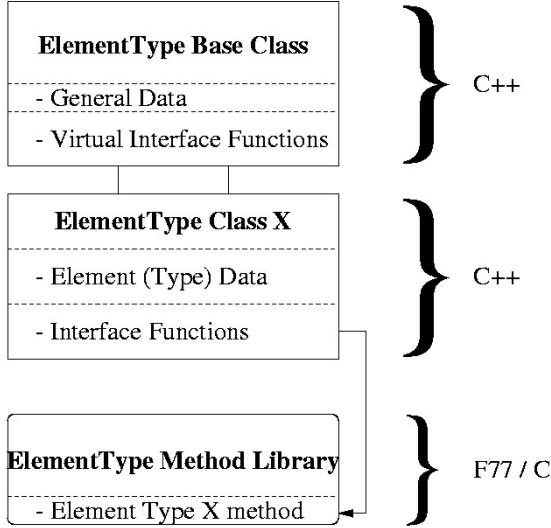 ElementType Base Class
- General Data
- Virtual Interface Functions
C++
ElementType Class X
- Element (Type) Data
- Interface Functions
C++
ElementType Method Library
- Element Type X method
F77 / C